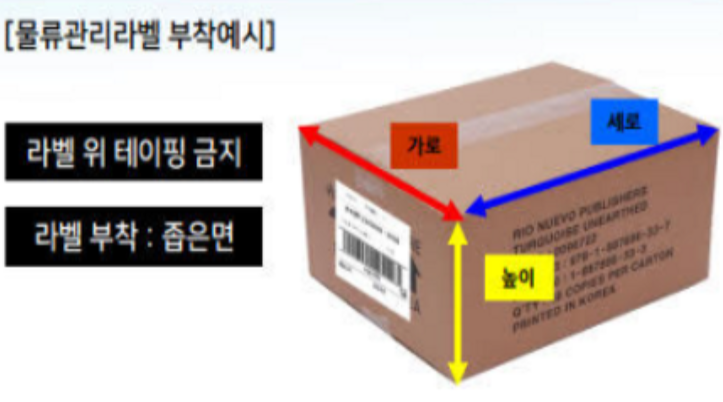 [물류관리라벨 부착예시]
라벨 위 테이핑 금지
라벨 부착 : 좁은면
가로
세로
높이
RIO NUEVO PUBLISHERS
TURQUOISE UNEARTHED
COPIES PER CARTON
PRINTED IN KOREA